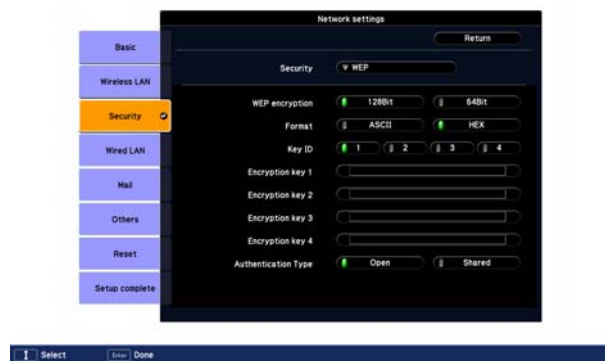 Network settings
Return
Basic
Wireless LAN
Security
Wired LAN
Mail
Others
Reset
Setup complete
Security WEP
WEP encryption 128Bit 64Bit
Format ASCII HEX
Key ID 1 2 3 4
Encryption key 1
Encryption key 2
Encryption key 3
Encryption key 4
Authentication Type Open Shared
Select Enter Done